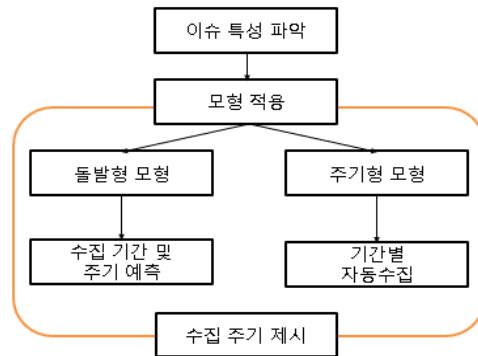 이슈 특성 파악
모형 적용
돌발형 모형
주기형 모형
수집 기간 및
주기 예측
기간별
자동수집
수집 주기 제시